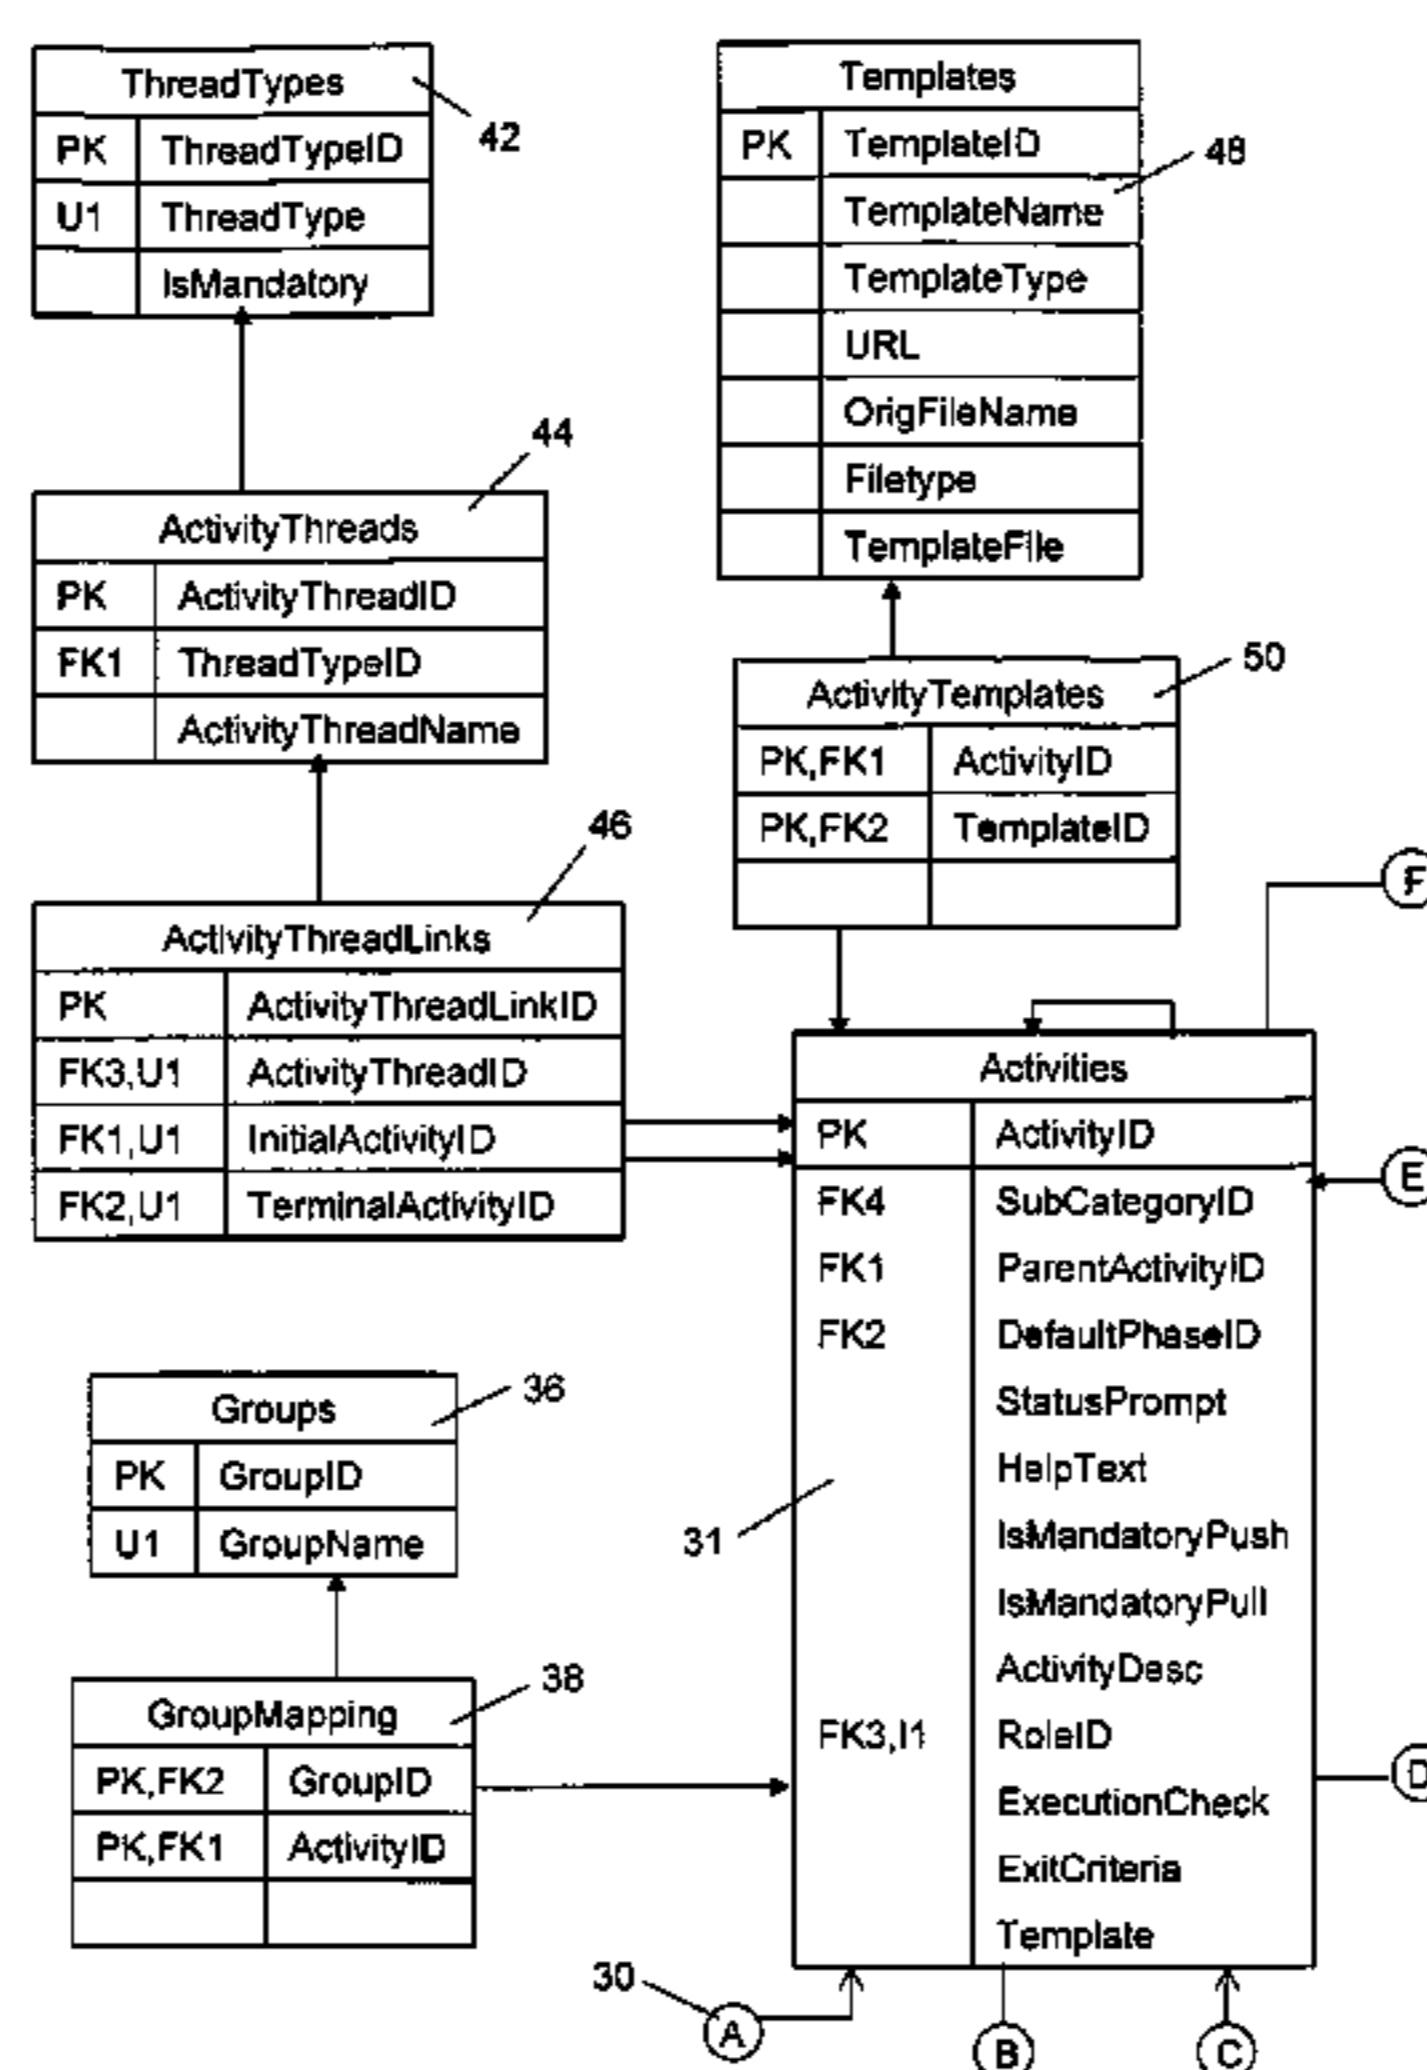 ThreadTypes
42
PK ThreadTypeID
U1 ThreadType
IsMandatory
Templates
PK TemplateID
48
TemplateName
TemplateType
URL
OrigFileName
Filetype
TemplateFile
44
ActivityThreads
PK ActivityThreadID
FK1 ThreadTypeID
ActivityThreadName
50
ActivityTemplates
PK,FK1 ActivityID
PK,FK2 TemplateID
46
ActivityThreadLinks
PK ActivityThreadLinkID
FK3,U1 ActivityThreadID
FK1,U1 InitialActivityID
FK2,U1 TerminalActivityID
F
Activities
PK ActivityID
FK4 SubCategoryID
FK1 ParentActivityID
FK2 DefaultPhaseID
StatusPrompt
HelpText
IsMandatoryPush
IsMandatoryPull
ActivityDesc
FK3,I1 RoleID
ExecutionCheck
ExitCriteria
Template
E
31
D
36
Groups
PK GroupID
U1 GroupName
38
GroupMapping
PK,FK2 GroupID
PK,FK1 ActivityID
30
A
B
C